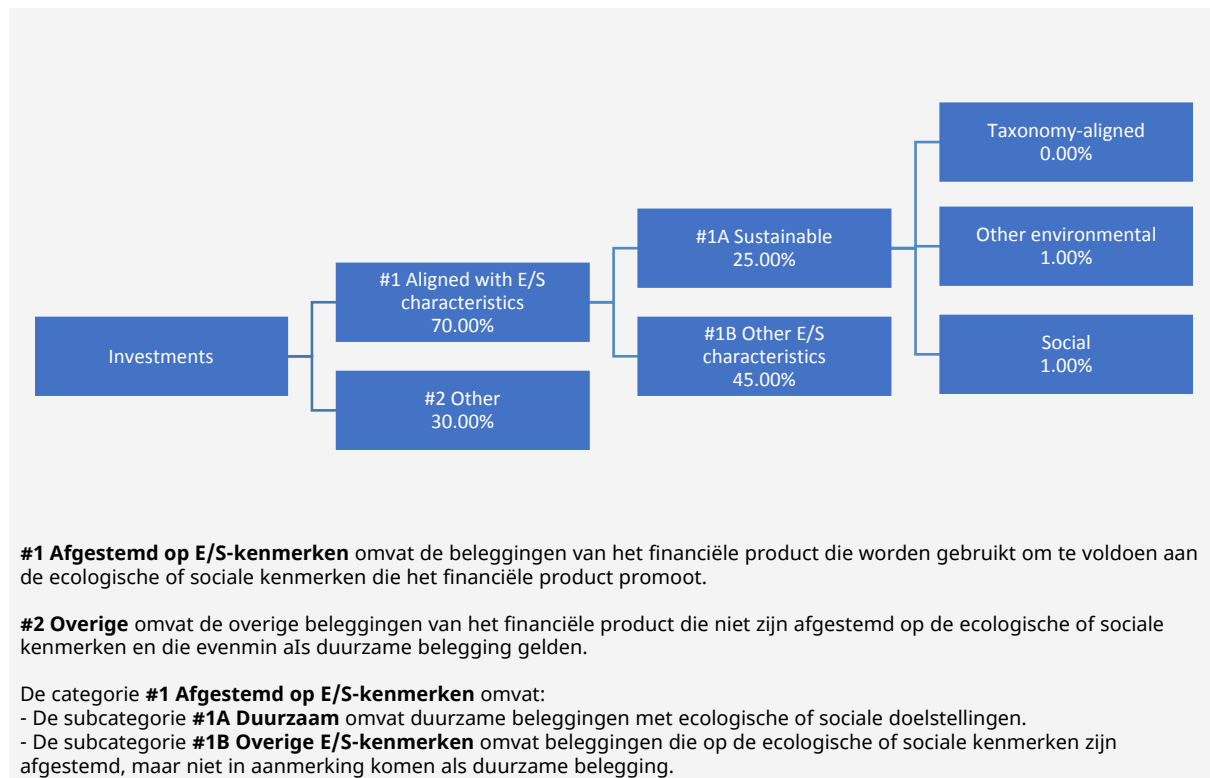 Investments
#1 Aligned with E/S
characteristics
70.00%
#2 Other
30.00%
#1A Sustainable
25.00%
#1B Other E/S
characteristics
45.00%
Taxonomy-aligned
0.00%
Other environmental
1.00%
Social
1.00%
#1 Afgestemd op E/S-kenmerken omvat de beleggingen van het financiële product die worden gebruikt om te voldoen aan
de ecologische of sociale kenmerken die het financiële product promoot.
#2 Overige omvat de overige beleggingen van het financiële product die niet zijn afgestemd op de ecologische of sociale
kenmerken en die evenmin aIs duurzame belegging gelden.
De categorie #1 Afgestemd op E/S-kenmerken omvat:
- De subcategorie #1A Duurzaam omvat duurzame beleggingen met ecologische of sociale doelstellingen.
- De subcategorie #1B Overige E/S-kenmerken omvat beleggingen die op de ecologische of sociale kenmerken zijn
afgestemd, maar niet in aanmerking komen als duurzame belegging.